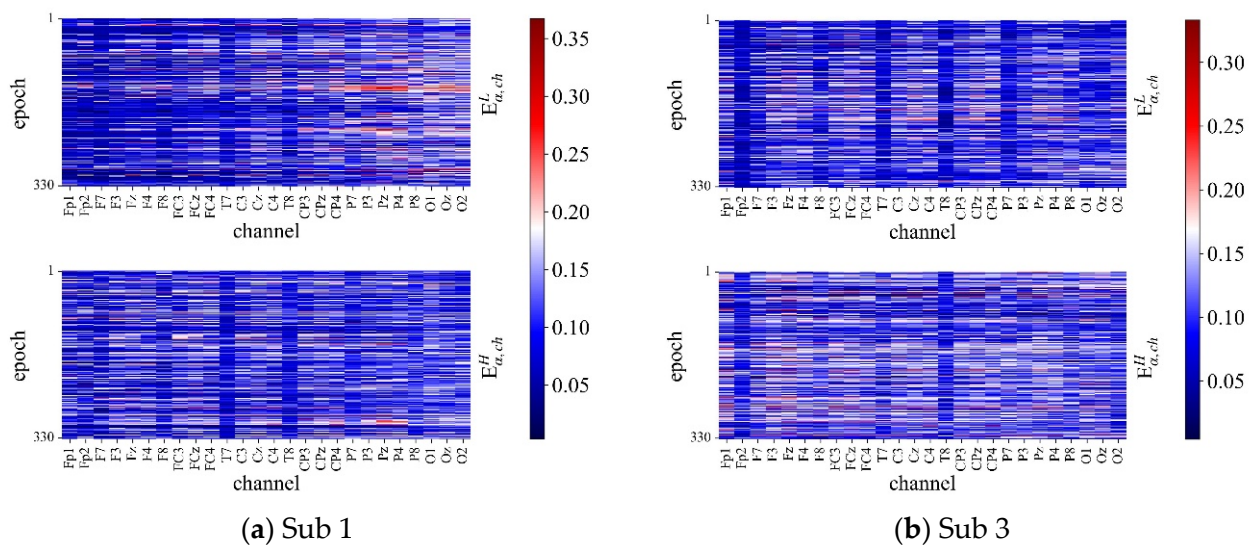 1
epoch
330
Fp1 Fp2 F7 F3 Fz F4 F8 FC3 FCz FC4 T7 C3 Cz C4 T8 CP3 CPz CP4 P7 P3 Pz P4 P8 O1 Oz O2
channel
E^L_{α,ch}
1
epoch
330
Fp1 Fp2 F7 F3 Fz F4 F8 FC3 FCz FC4 T7 C3 Cz C4 T8 CP3 CPz CP4 P7 P3 Pz P4 P8 O1 Oz O2
channel
E^H_{α,ch}
0.35
0.30
0.25
0.20
0.15
0.10
0.05
(a) Sub 1
1
epoch
330
Fp1 Fp2 F7 F3 Fz F4 F8 FC3 FCz FC4 T7 C3 Cz C4 T8 CP3 CPz CP4 P7 P3 Pz P4 P8 O1 Oz O2
channel
E^L_{α,ch}
1
epoch
330
Fp1 Fp2 F7 F3 Fz F4 F8 FC3 FCz FC4 T7 C3 Cz C4 T8 CP3 CPz CP4 P7 P3 Pz P4 P8 O1 Oz O2
channel
E^H_{α,ch}
0.30
0.25
0.20
0.15
0.10
0.05
(b) Sub 3